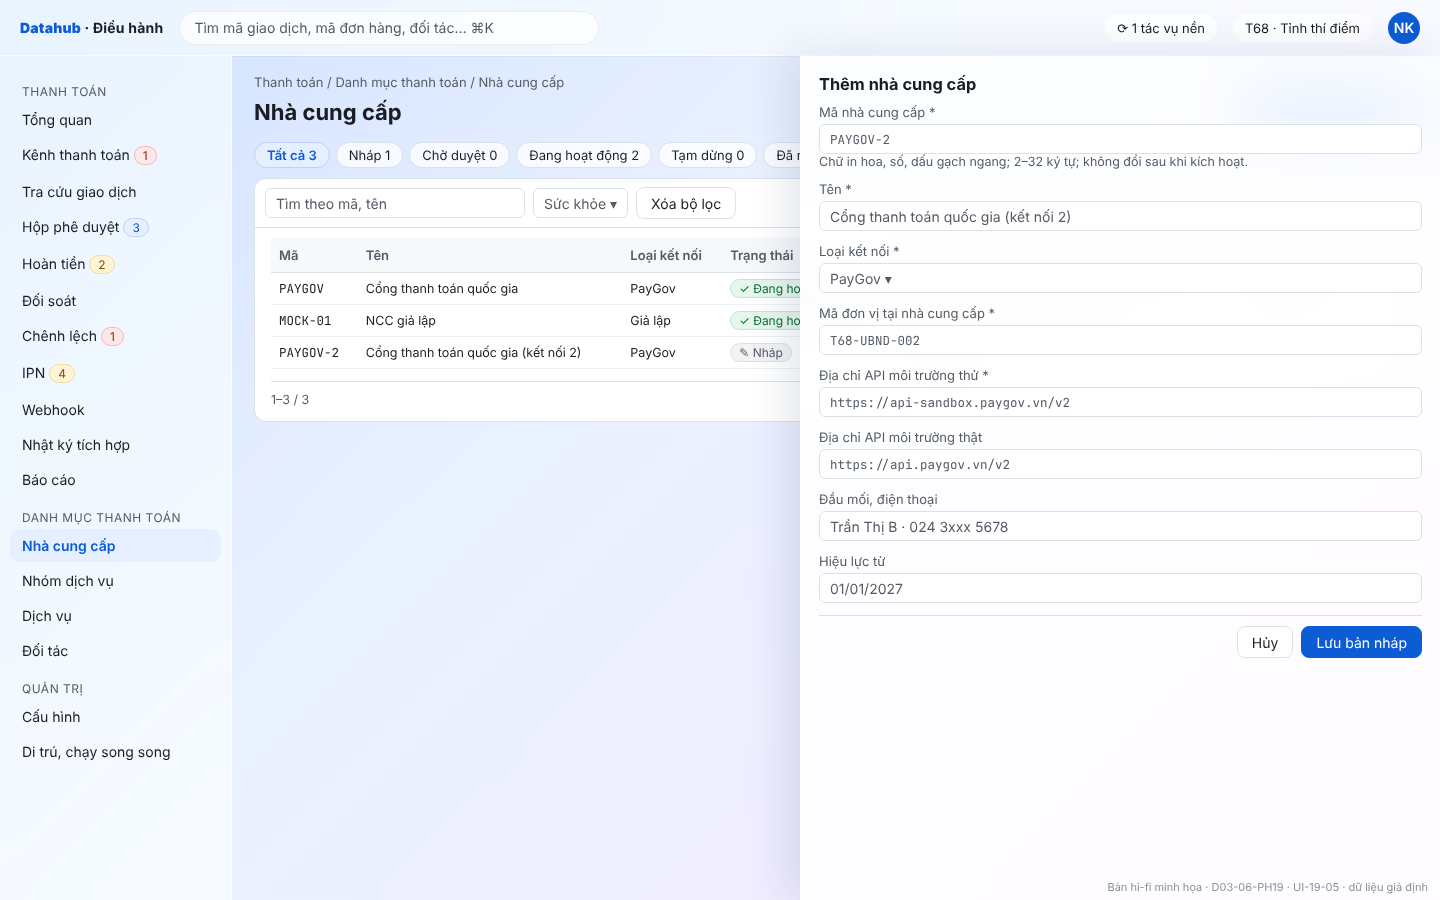 Datahub · Điều hành
Tìm mã giao dịch, mã đơn hàng, đối tác... ⌘K
⟳ 1 tác vụ nền
T68 · Tỉnh thí điểm
NK
THANH TOÁN
Tổng quan
Kênh thanh toán 1
Tra cứu giao dịch
Hộp phê duyệt 3
Hoàn tiền 2
Đối soát
Chênh lệch 1
IPN 4
Webhook
Nhật ký tích hợp
Báo cáo
DANH MỤC THANH TOÁN
Nhà cung cấp
Nhóm dịch vụ
Dịch vụ
Đối tác
QUẢN TRỊ
Cấu hình
Di trú, chạy song song
Thanh toán / Danh mục thanh toán / Nhà cung cấp
Nhà cung cấp
Tất cả 3 Nháp 1 Chờ duyệt 0 Đang hoạt động 2 Tạm dừng 0
Tìm theo mã, tên Sức khỏe ▾ Xóa bộ lọc
Mã Tên Loại kết nối Trạng thái
PAYGOV Cổng thanh toán quốc gia PayGov ✓ Đang
MOCK-01 NCC giả lập Giả lập ✓ Đang
PAYGOV-2 Cổng thanh toán quốc gia (kết nối 2) PayGov ✎ Nháp
1–3 / 3
Thêm nhà cung cấp
Mã nhà cung cấp *
PAYGOV-2
Chữ in hoa, số, dấu gạch ngang; 2–32 ký tự; không đổi sau khi kích hoạt.
Tên *
Cổng thanh toán quốc gia (kết nối 2)
Loại kết nối *
PayGov ▾
Mã đơn vị tại nhà cung cấp *
T68-UBND-002
Địa chỉ API môi trường thử *
https://api-sandbox.paygov.vn/v2
Địa chỉ API môi trường thật
https://api.paygov.vn/v2
Đầu mối, điện thoại
Trần Thị B · 024 3xxx 5678
Hiệu lực từ
01/01/2027
Hủy
Lưu bản nháp
Bản hi-fi minh họa · D03-06-PH19 · UI-19-05 · dữ liệu giả định